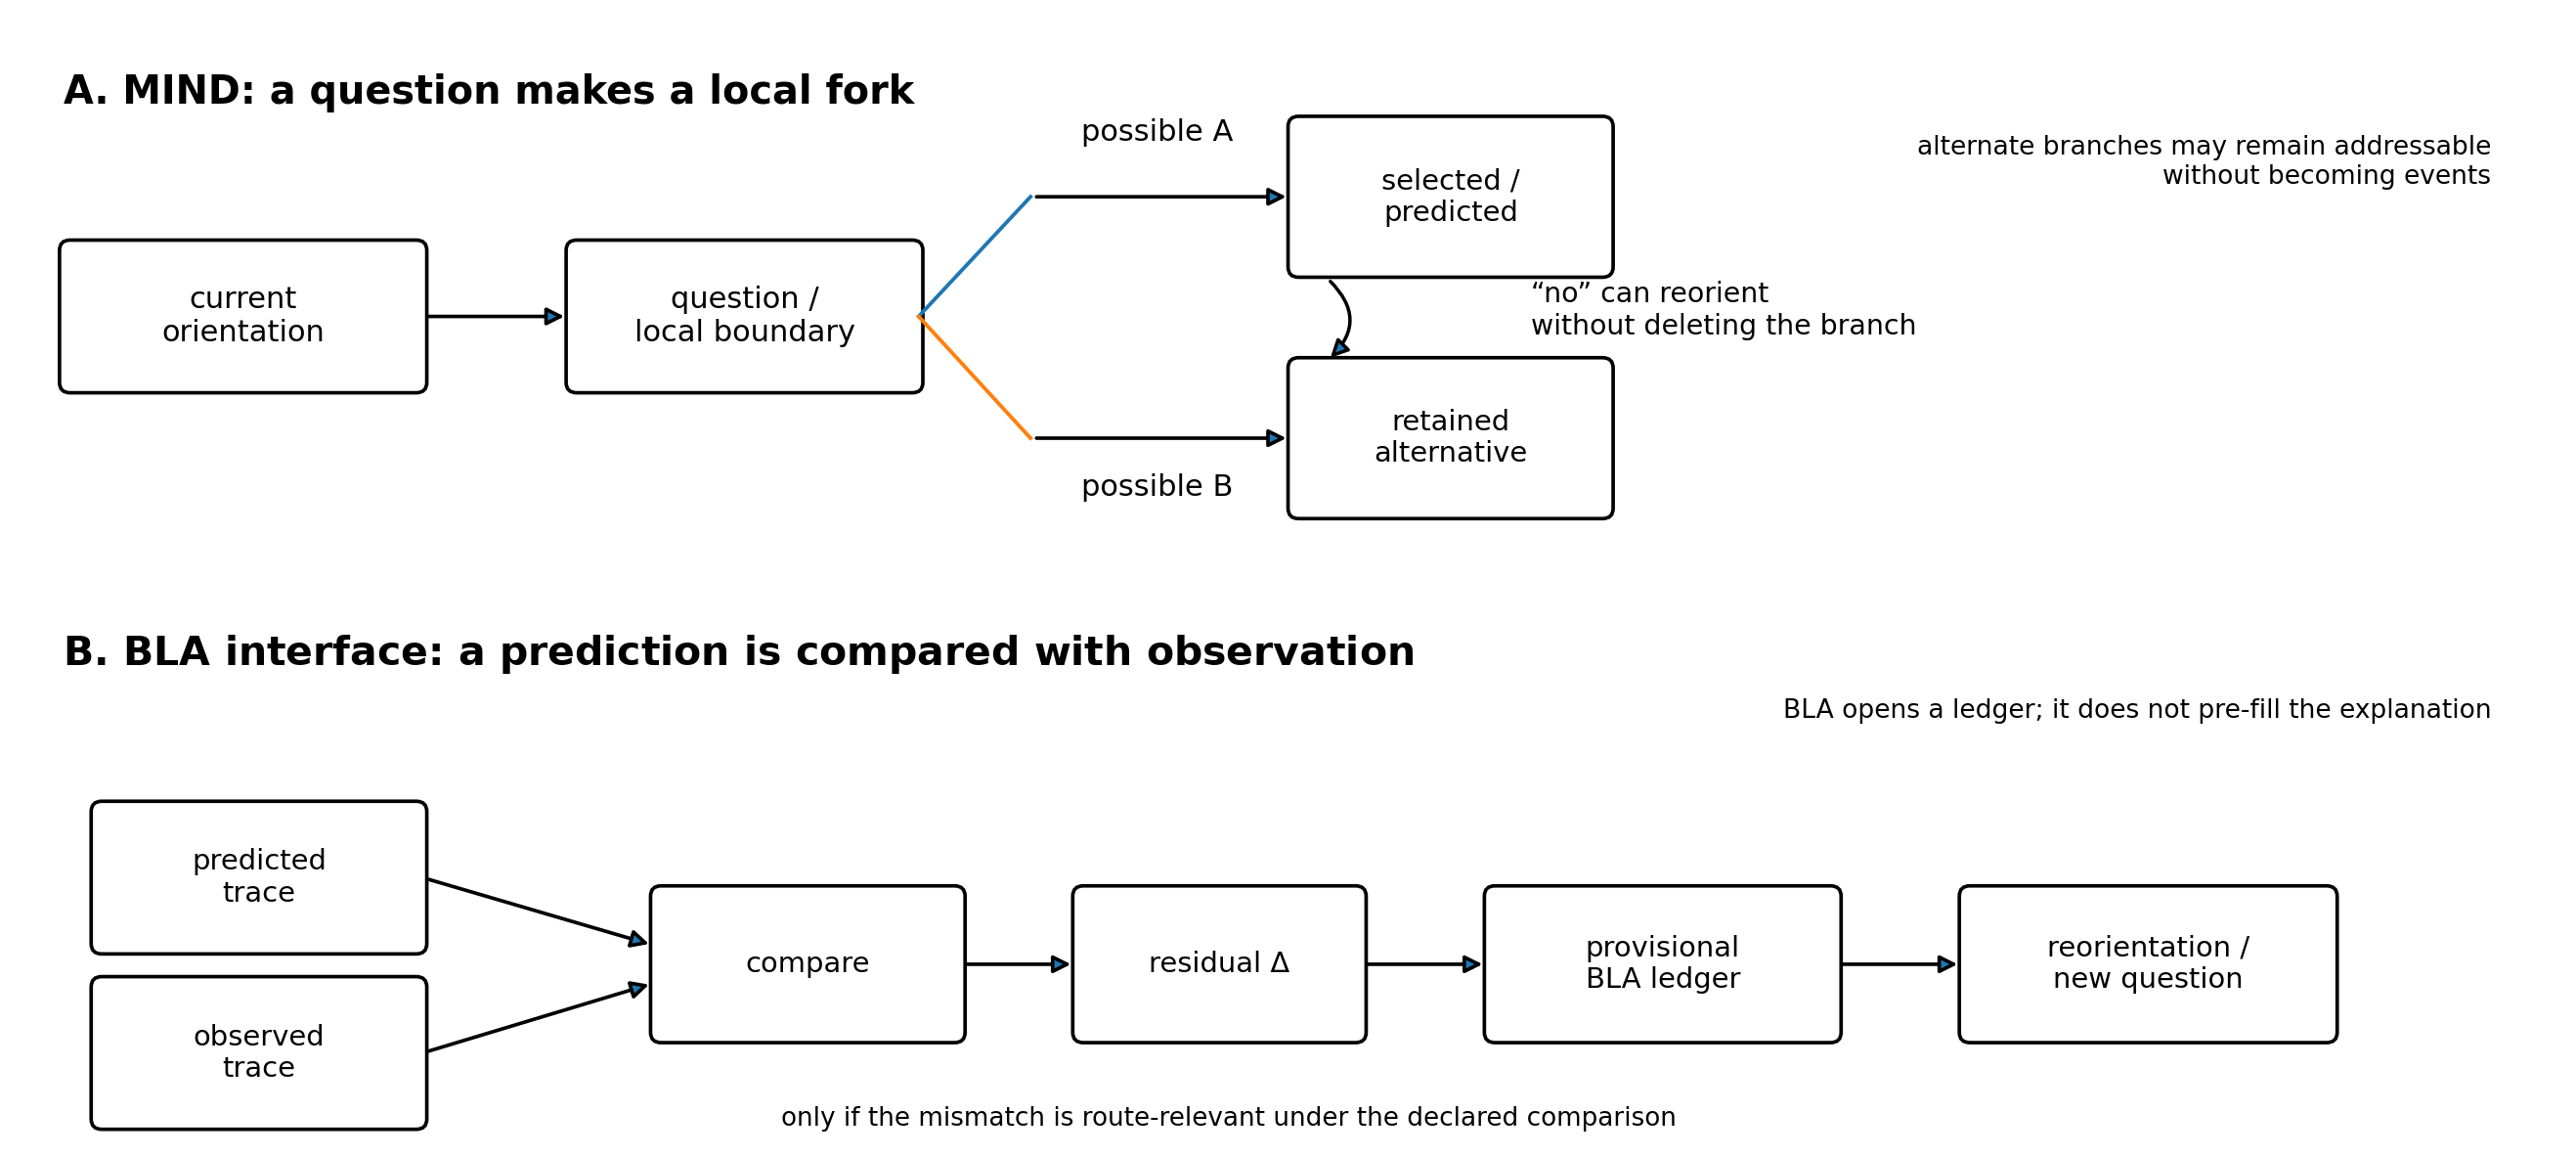 A. MIND: a question makes a local fork
possible A
alternate branches may remain addressable
without becoming events
selected /
predicted
current
orientation
question /
local boundary
“no” can reorient
without deleting the branch
retained
alternative
possible B
B. BLA interface: a prediction is compared with observation
BLA opens a ledger; it does not pre-fill the explanation
predicted
trace
observed
trace
compare
residual Δ
provisional
BLA ledger
reorientation /
new question
only if the mismatch is route-relevant under the declared comparison